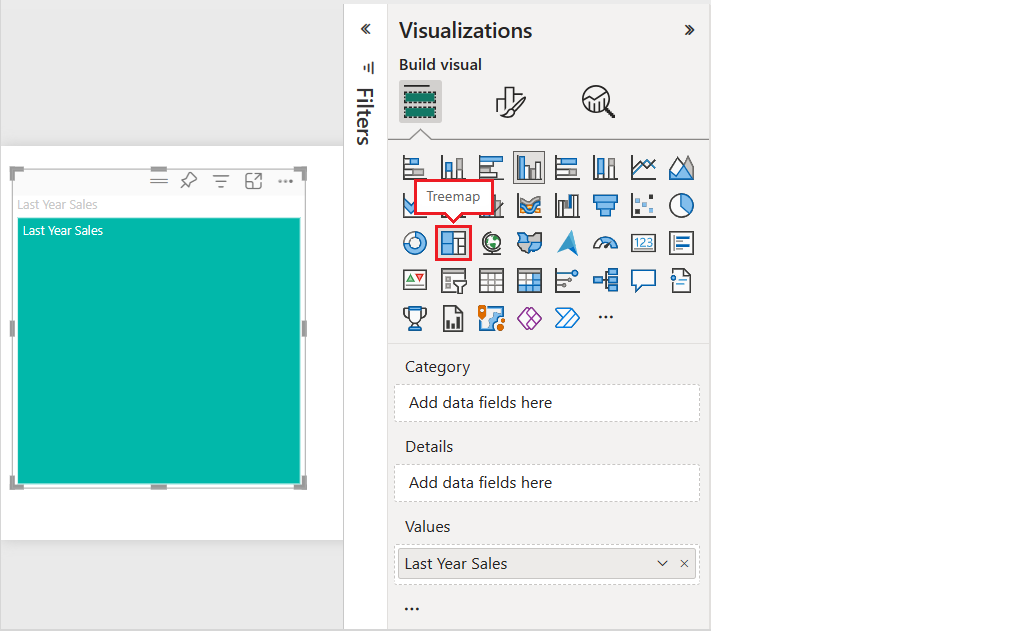 Visualizations
Build visual
Filters
Treemap
123
Last Year Sales
Last Year Sales
Category
Add data fields here
Details
Add data fields here
Values
Last Year Sales